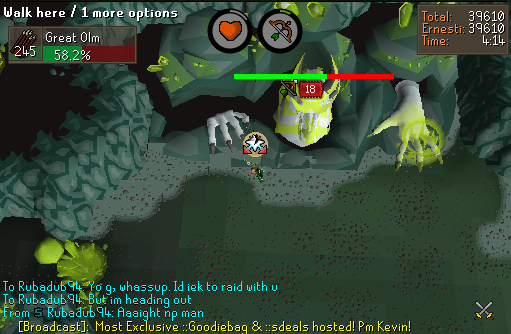 Walk here / 1 more options
Great Olm
245
58.2%
Total: 39610
Ernesti: 39610
Time: 4:14
18
To Rubadub94: Yo g, whassup. Id iek to raid with u
To Rubadub94: But im heading out
From Rubadub94: Aaaight np man
[Broadcast]: Most Exclusive ::Goodiebag & ::sdeals hosted! Pm Kevin!